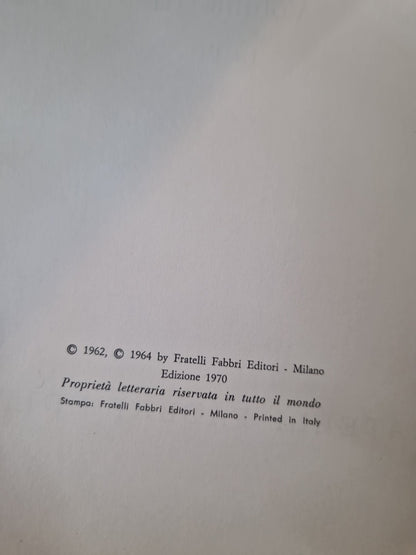 © 1962, © 1964 by Fratelli Fabbri Editori - Milano
Edizione 1970
Proprietà letteraria riservata in tutto il mondo
Stampa: Fratelli Fabbri Editori - Milano - Printed in Italy